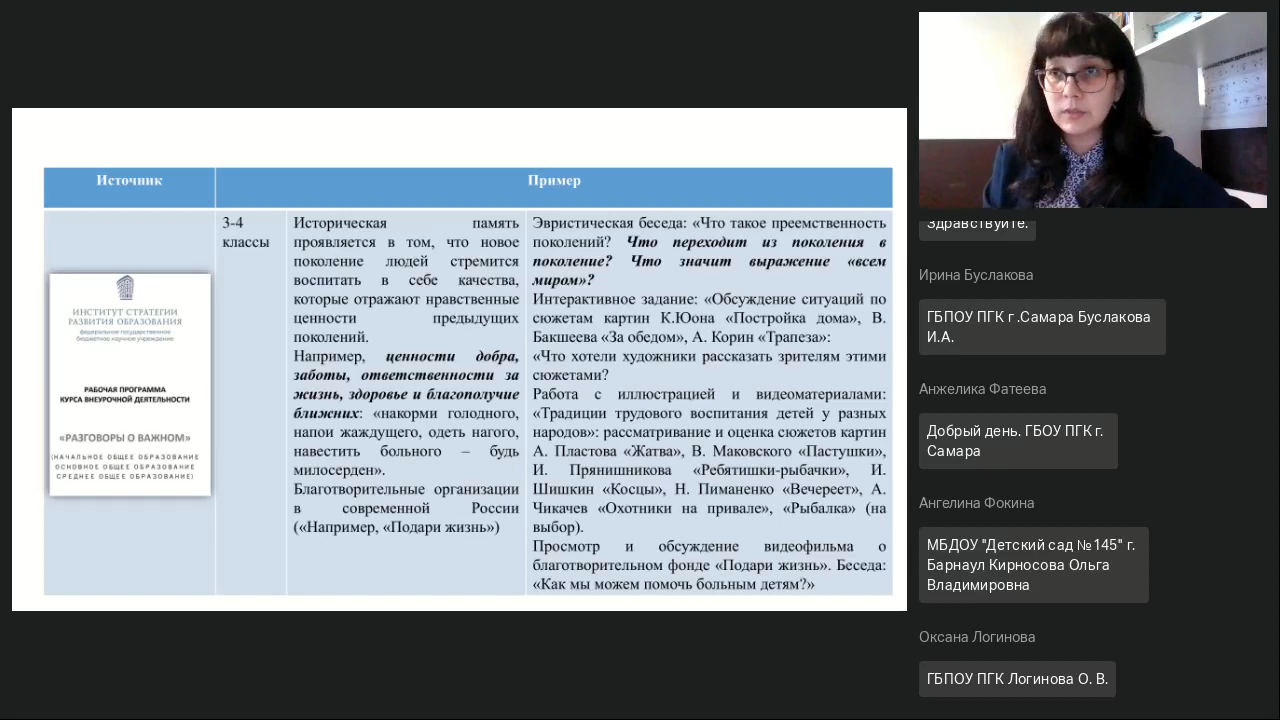 Источник
Пример
ИНСТИТУТ СТРАТЕГИИ
РАЗВИТИЯ ОБРАЗОВАНИЯ
федеральное государственное
бюджетное научное учреждение
РАБОЧАЯ ПРОГРАММА
КУРСА ВНЕУРОЧНОЙ ДЕЯТЕЛЬНОСТИ
«РАЗГОВОРЫ О ВАЖНОМ»
(НАЧАЛЬНОЕ ОБЩЕЕ ОБРАЗОВАНИЕ
ОСНОВНОЕ ОБЩЕЕ ОБРАЗОВАНИЕ
СРЕДНЕЕ ОБЩЕЕ ОБРАЗОВАНИЕ)
3-4
классы
Историческая память
проявляется в том, что новое
поколение людей стремится
воспитать в себе качества,
которые отражают нравственные
ценности предыдущих
поколений.
Например, ценности добра,
заботы, ответственности за
жизнь, здоровье и благополучие
ближних: «накорми голодного,
напои жаждущего, одеть нагого,
навестить больного – будь
милосерден».
Благотворительные организации
в современной России
(«Например, «Подари жизнь»)
Эвристическая беседа: «Что такое преемственность
поколений? Что переходит из поколения в
поколение? Что значит выражение «всем
миром»?
Интерактивное задание: «Обсуждение ситуаций по
сюжетам картин К.Юона «Постройка дома», В.
Бакшеева «За обедом», А. Корин «Трапеза»:
«Что хотели художники рассказать зрителям этими
сюжетами?
Работа с иллюстрацией и видеоматериалами:
«Традиции трудового воспитания детей у разных
народов»: рассматривание и оценка сюжетов картин
А. Пластова «Жатва», В. Маковского «Пастушки»,
И. Прянишникова «Ребятишки-рыбачки», И.
Шишкин «Косцы», Н. Пиманенко «Вечереет», А.
Чикачев «Охотники на привале», «Рыбалка» (на
выбор).
Просмотр и обсуждение видеофильма о
благотворительном фонде «Подари жизнь». Беседа:
«Как мы можем помочь больным детям?»
Здравствуйте.
Ирина Буслакова
ГБПОУ ПГК г.Самара Буслакова
И.А.
Анжелика Фатеева
Добрый день. ГБОУ ПГК г.
Самара
Ангелина Фокина
МБДОУ "Детский сад №145" г.
Барнаул Кирносова Ольга
Владимировна
Оксана Логинова
ГБПОУ ПГК Логинова О. В.